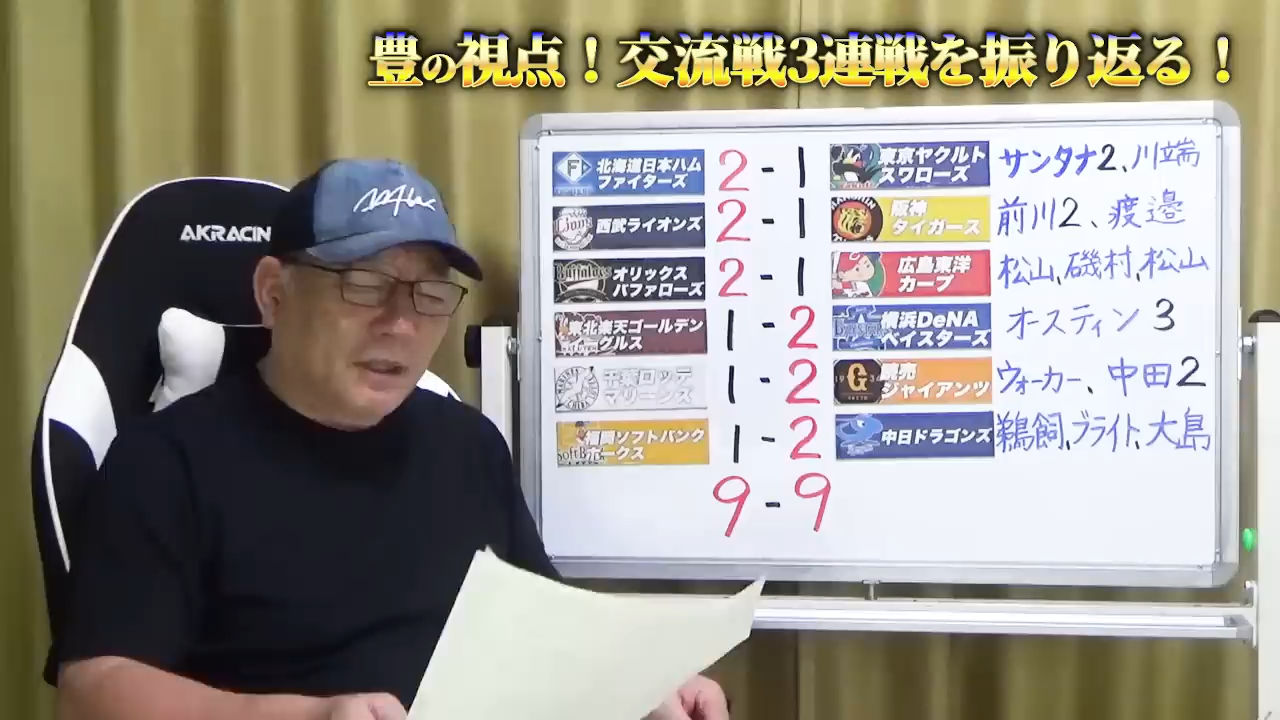 豊の視点！交流戦3連戦を振り返る！
AKRACIN
北海道日本ハム
ファイターズ
2 - 1
東京ヤクルト
スワローズ
サンタナ2、川端
西武ライオンズ
2 - 1
阪神
タイガース
前川2、渡邉
オリックス
バファローズ
2 - 1
広島東洋
カープ
松山、磯村、松山
東北楽天ゴールデン
イーグルス
1 - 2
横浜DeNA
ベイスターズ
オースティン 3
千葉ロッテ
マリーンズ
1 - 2
読売
ジャイアンツ
ウォーカー、中田2
福岡ソフトバンク
ホークス
1 - 2
中日ドラゴンズ
鵜飼、ブライト、大島
9 - 9